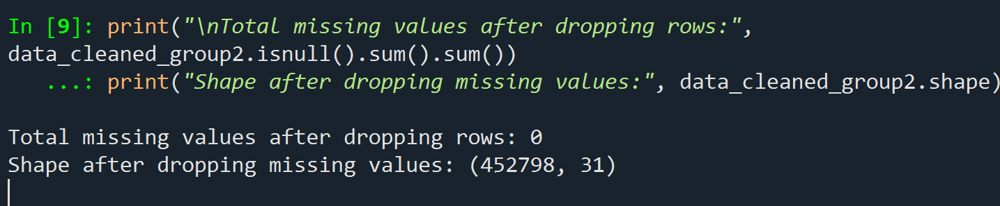 In [9]: print("\nTotal missing values after dropping rows:",
data_cleaned_group2.isnull().sum().sum())
   ...: print("Shape after dropping missing values:", data_cleaned_group2.shape)

Total missing values after dropping rows: 0
Shape after dropping missing values: (452798, 31)